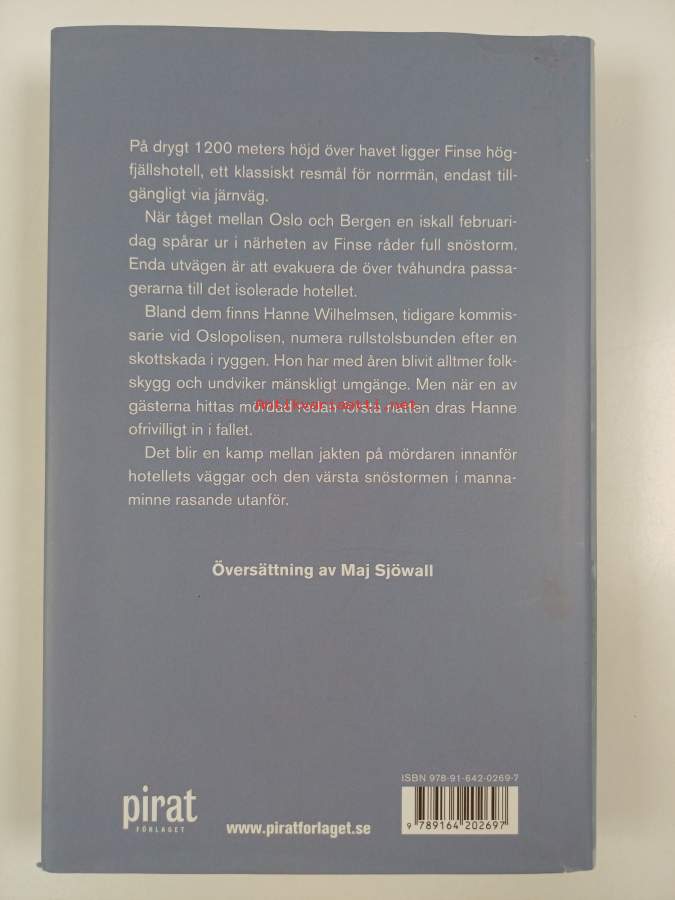 På drygt 1200 meters höjd över havet ligger Finse hög-
fjällshotell, ett klassiskt resmål för norrmän, endast till-
gängligt via järnväg.
När tåget mellan Oslo och Bergen en iskall februari-
dag spårar ur i närheten av Finse råder full snöstorm.
Enda utvägen är att evakuera de över tvåhundra passa-
gerarna till det isolerade hotellet.
Bland dem finns Hanne Wilhelmsen, tidigare kommis-
sarie vid Oslopolisen, numera rullstolsbunden efter en
skottskada i ryggen. Hon har med åren blivit alltmer folk-
skygg och undviker mänskligt umgänge. Men när en av
gästerna hittas mördad redan första natten dras Hanne
Antikvariaatti.net
ofrivilligt in i fallet.
Det blir en kamp mellan jakten på mördaren innanför
hotellets väggar och den värsta snöstormen i manna-
minne rasande utanför.
Översättning av Maj Sjöwall
ISBN 978-91-642-0269-7
pirat
FÖRLAGET
www.piratforlaget.se
9 789164 202697